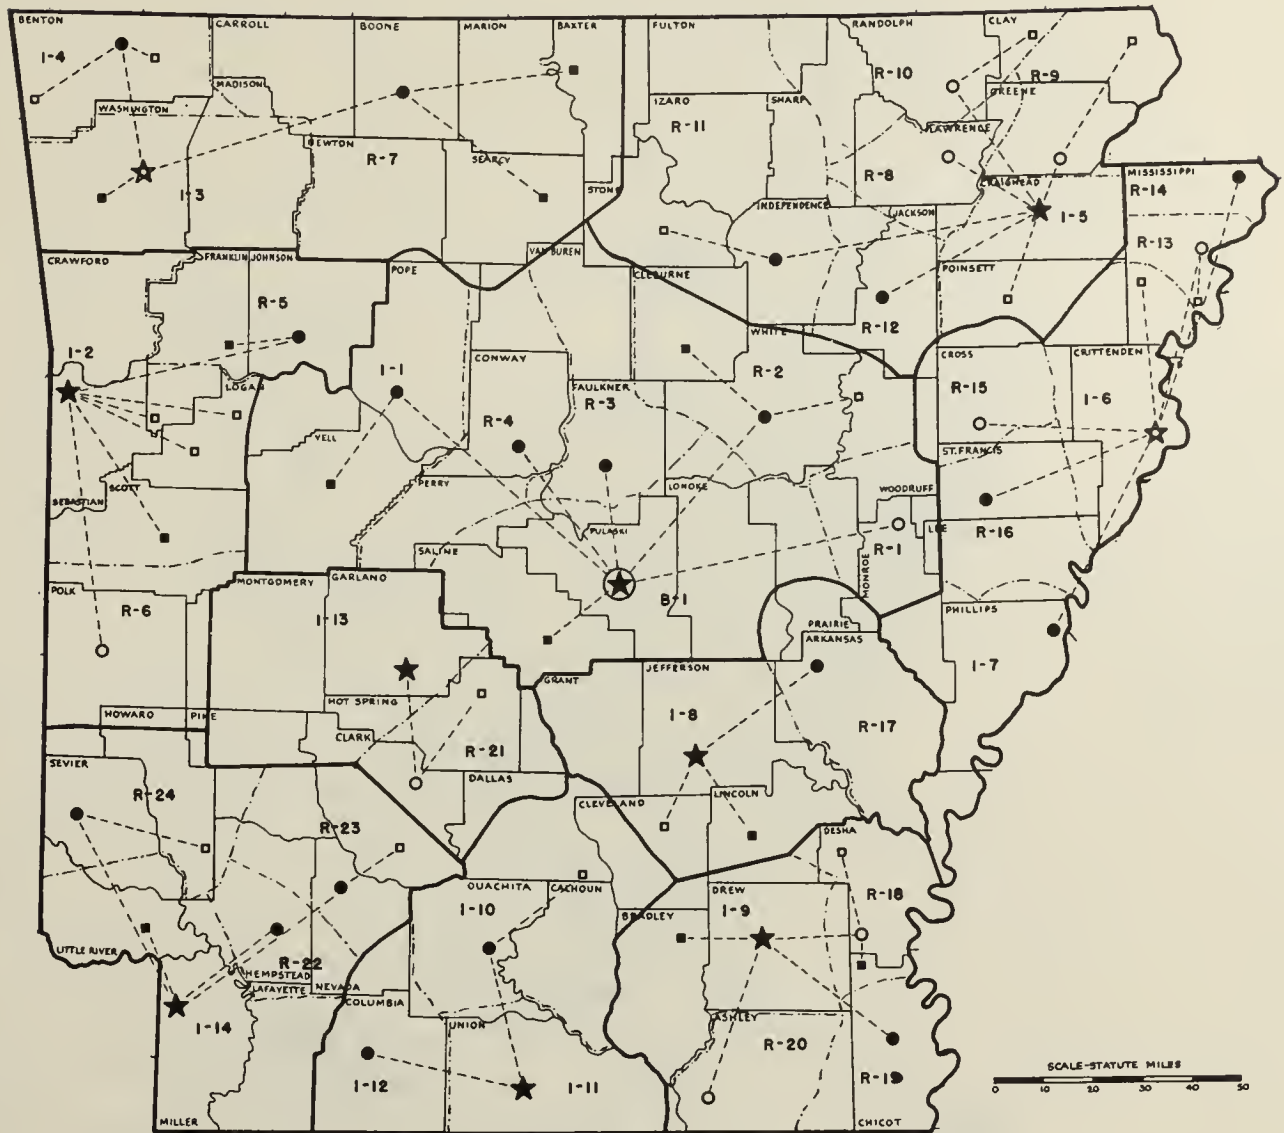 BENTON
CARROLL
BOONE
MARION
BAXTER
FULTON
RANDOLPH
CLAY
I-4
R-10
R-9
MADISON
GREENE
WASHINGTON
IZARD
SHARP
R-11
LAWRENCE
NEWTON
R-7
SEARCY
R-8
CRAIGHEAD
MISSISSIPPI
R-14
I-3
STONE
INDEPENDENCE
JACKSON
I-5
R-13
VAN BUREN
CRAWFORD
FRANKLIN
JOHNSON
POPE
CLEBURNE
POINSETT
R-5
R-12
WHITE
I-2
CONWAY
CROSS
CRITTENDEN
I-1
R-2
LOGAN
FAULKNER
R-15
I-6
R-3
R-4
YELL
ST. FRANCIS
PERRY
LONOKE
WOODRUFF
SEBASTIAN
SCOTT
PULASKI
LEE
R-16
SALINE
R-1
MONROE
POLK
MONTGOMERY
GARLAND
R-6
B-1
PHILLIPS
I-13
PRAIRIE
ARKANSAS
GRANT
JEFFERSON
I-7
HOT SPRING
HOWARD
PIKE
I-8
CLARK
R-17
R-21
SEVIER
DALLAS
R-24
CLEVELAND
LINCOLN
R-23
DESHA
OUACHITA
CALHOUN
DREW
R-18
I-10
I-9
BRADLEY
LITTLE RIVER
R-22
HEMPSTEAD
LAFAYETTE
NEVADA
COLUMBIA
I-14
UNION
ASHLEY
R-20
SCALE-STATUTE MILES
R-19
I-12
I-11
0 10 20 30 40 50
MILLER
CHICOT